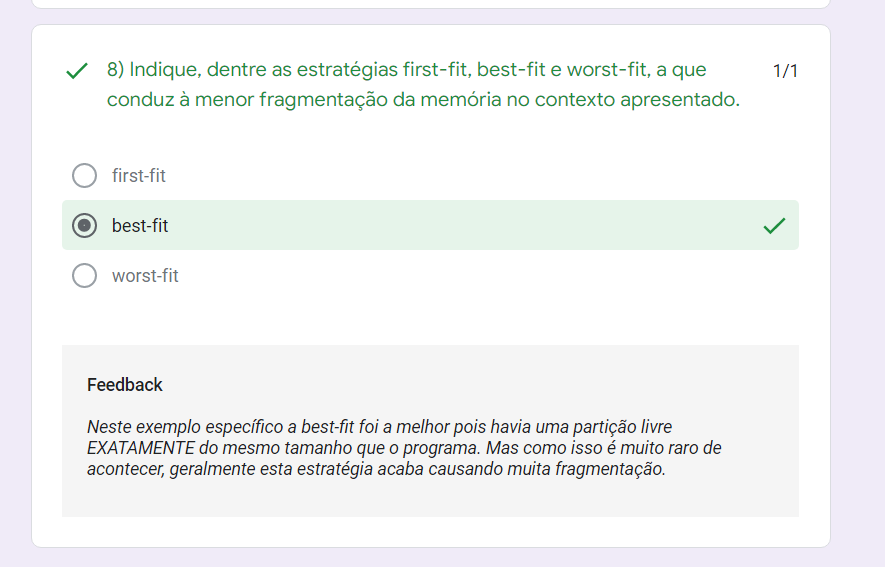 8) Indique, dentre as estratégias first-fit, best-fit e worst-fit, a que
1/1
conduz à menor fragmentação da memória no contexto apresentado.
first-fit
best-fit
worst-fit
Feedback
Neste exemplo específico a best-fit foi a melhor pois havia uma partição livre
EXATAMENTE do mesmo tamanho que o programa. Mas como isso é muito raro de
acontecer, geralmente esta estratégia acaba causando muita fragmentação.